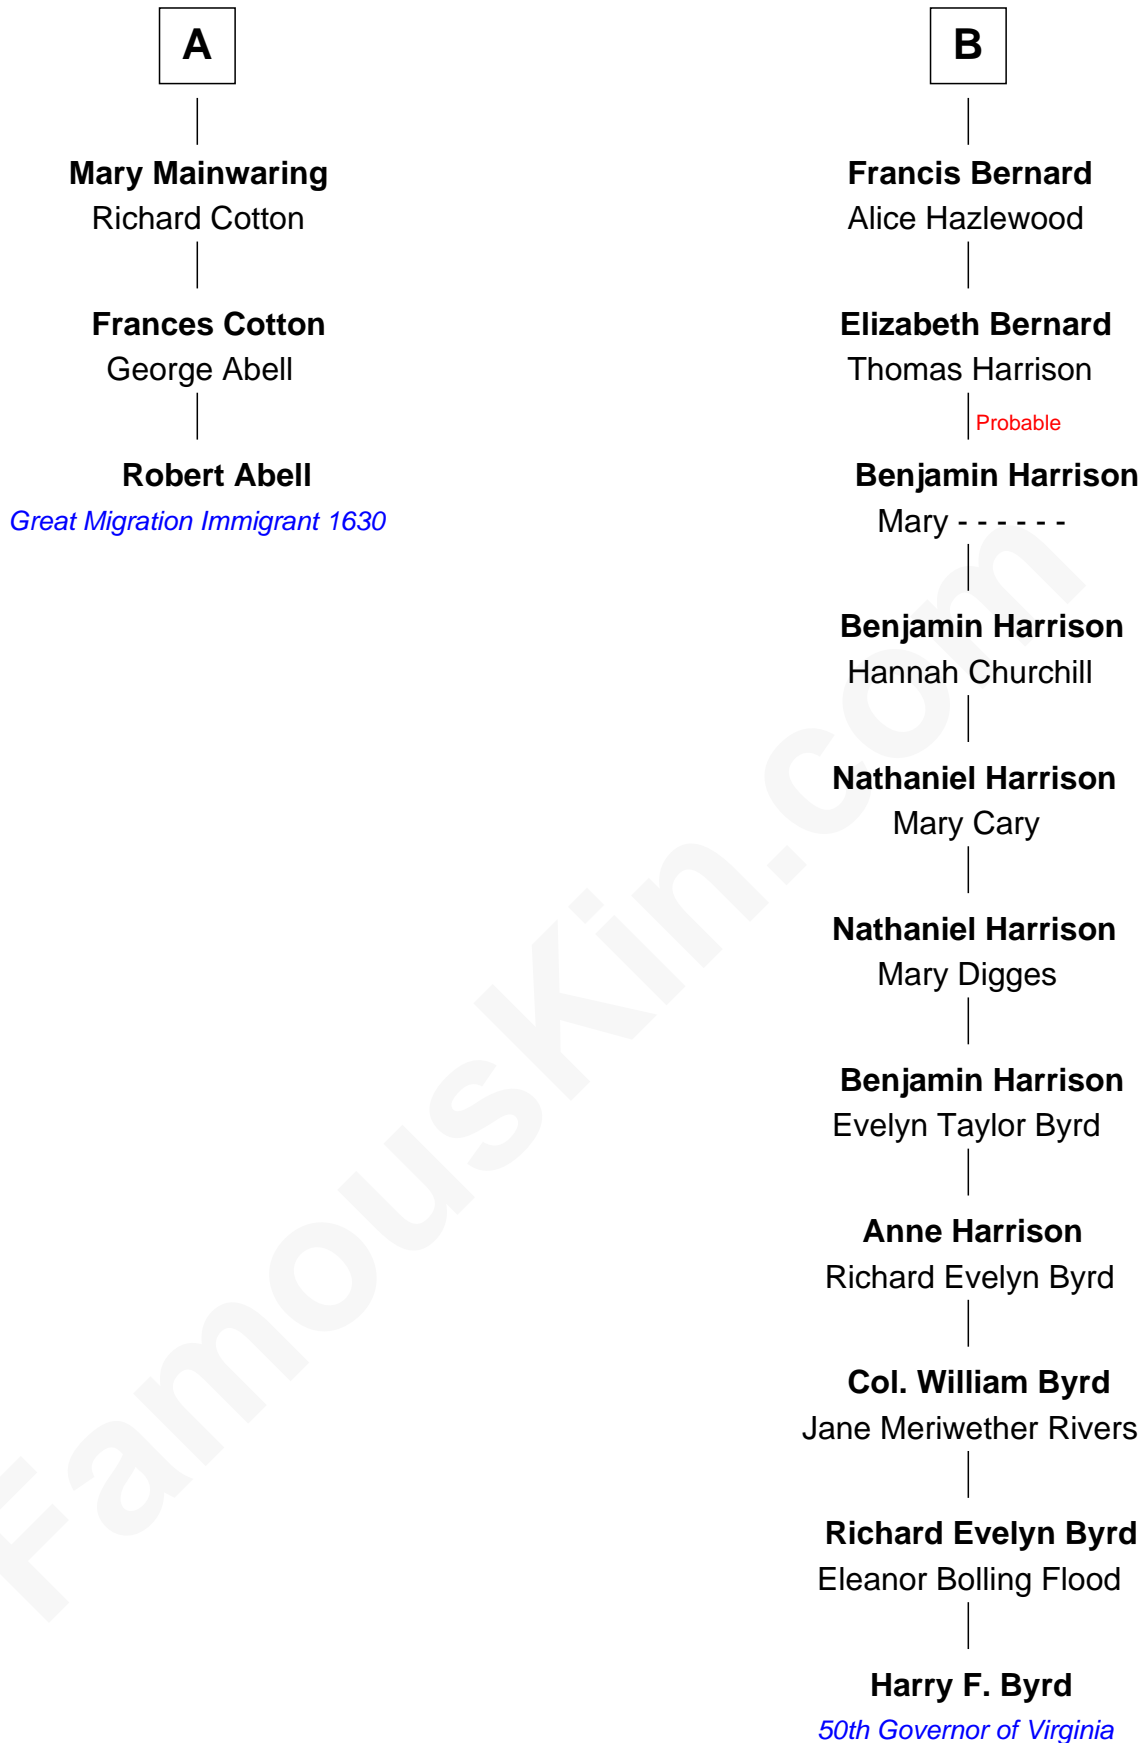 A
Mary Mainwaring
Richard Cotton
Frances Cotton
George Abell
Robert Abell
Great Migration Immigrant 1630
B
Francis Bernard
Alice Hazlewood
Elizabeth Bernard
Thomas Harrison
Probable
Benjamin Harrison
Mary - - - - - -
Benjamin Harrison
Hannah Churchill
Nathaniel Harrison
Mary Cary
Nathaniel Harrison
Mary Digges
Benjamin Harrison
Evelyn Taylor Byrd
Anne Harrison
Richard Evelyn Byrd
Col. William Byrd
Jane Meriwether Rivers
Richard Evelyn Byrd
Eleanor Bolling Flood
Harry F. Byrd
50th Governor of Virginia
FamousKin.com